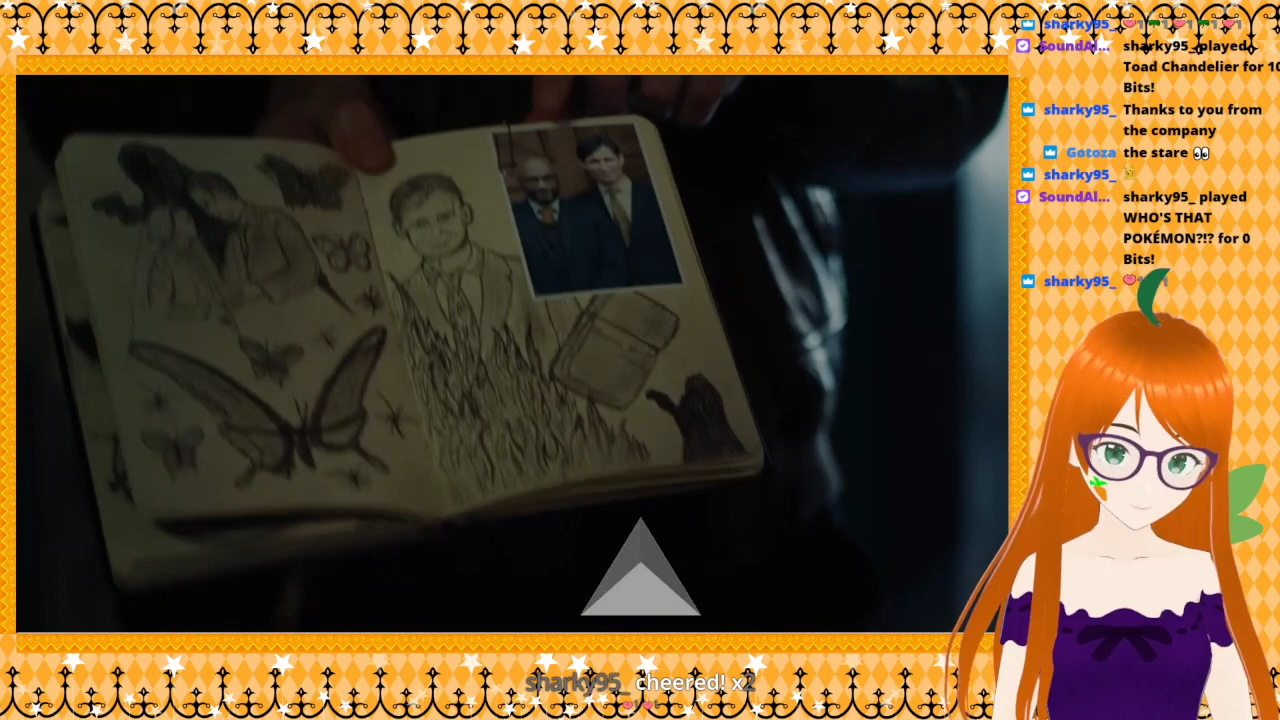 sharky95_
SoundAl... sharky95_ played
Toad Chandelier for 10
Bits!
sharky95_ Thanks to you from
the company
Gotoza the stare 👀
sharky95_
SoundAl... sharky95_ played
WHO'S THAT
POKÉMON?!? for 0
Bits!
sharky95_
sharky95_ cheered! x2